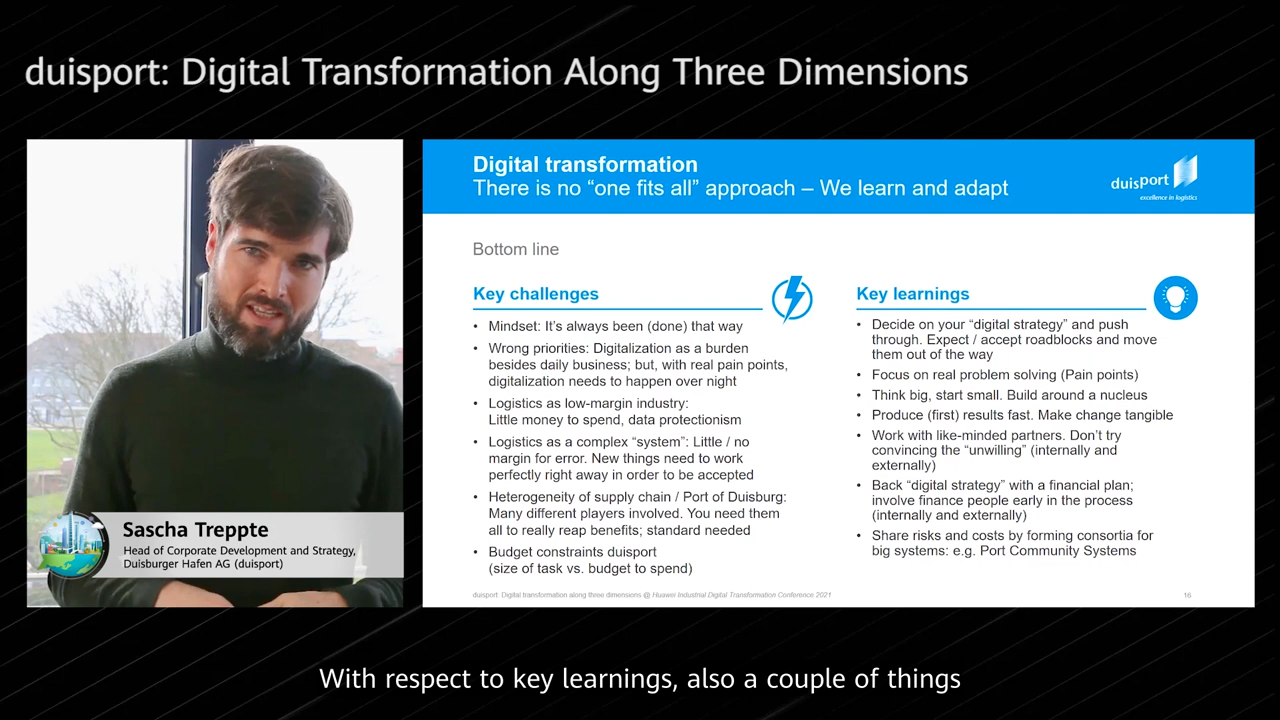 duisport: Digital Transformation Along Three Dimensions
Sascha Treppte
Head of Corporate Development and Strategy,
Duisburger Hafen AG (duisport)
Digital transformation
There is no “one fits all” approach – We learn and adapt
duisport
excellence in logistics
Bottom line
Key challenges
• Mindset: It’s always been (done) that way
• Wrong priorities: Digitalization as a burden
besides daily business; but, with real pain points,
digitalization needs to happen over night
• Logistics as low-margin industry:
Little money to spend, data protectionism
• Logistics as a complex “system”: Little / no
margin for error. New things need to work
perfectly right away in order to be accepted
• Heterogeneity of supply chain / Port of Duisburg:
Many different players involved. You need them
all to really reap benefits; standard needed
• Budget constraints duisport
(size of task vs. budget to spend)
Key learnings
• Decide on your “digital strategy” and push
through. Expect / accept roadblocks and move
them out of the way
• Focus on real problem solving (Pain points)
• Think big, start small. Build around a nucleus
• Produce (first) results fast. Make change tangible
• Work with like-minded partners. Don’t try
convincing the “unwilling” (internally and
externally)
• Back “digital strategy” with a financial plan;
involve finance people early in the process
(internally and externally)
• Share risks and costs by forming consortia for
big systems: e.g. Port Community Systems
duisport: Digital transformation along three dimensions @ Huawei Industrial Digital Transformation Conference 2021
16
With respect to key learnings, also a couple of things